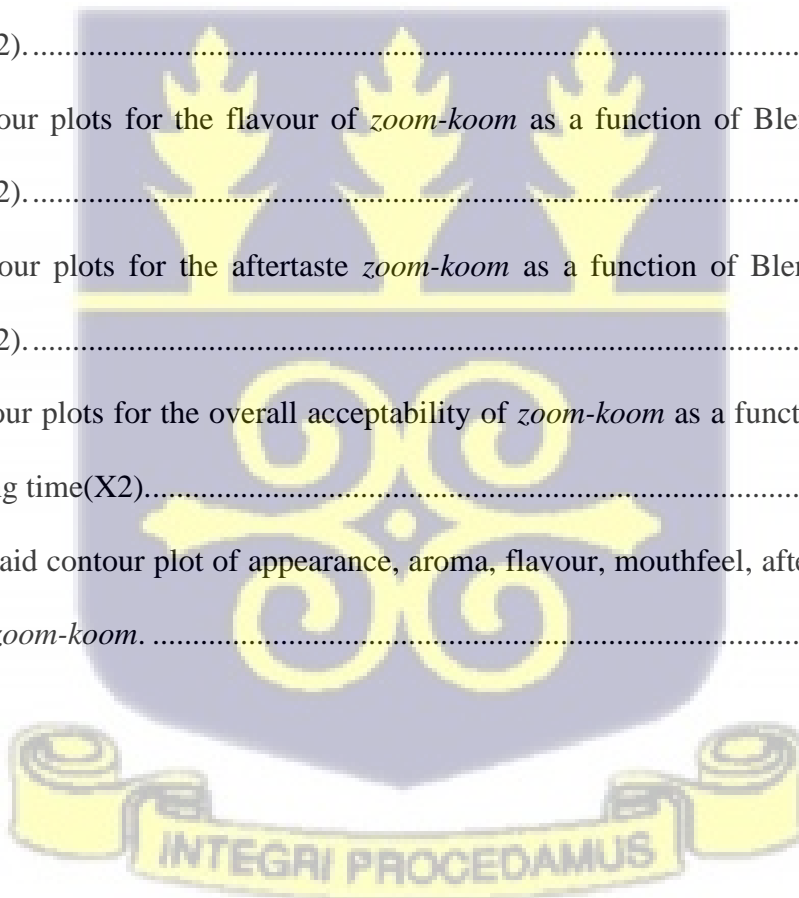 2). ........................................................................................
our plots for the flavour of zoom-koom as a function of Ble
2). ........................................................................................
our plots for the aftertaste zoom-koom as a function of Bler
2). ........................................................................................
our plots for the overall acceptability of zoom-koom as a funct
g time(X2)..........................................................................
aid contour plot of appearance, aroma, flavour, mouthfeel, afte
zoom-koom. ........................................................................
INTEGRI PROCEDAMUS